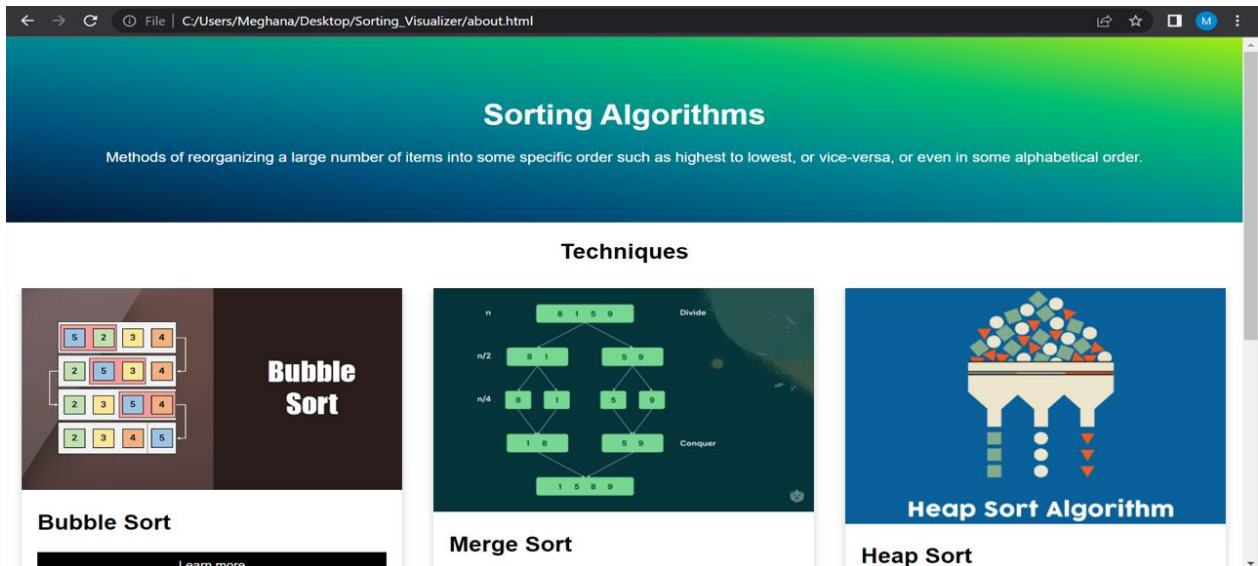 File | C:/Users/Meghana/Desktop/Sorting_Visualizer/about.html
M
Sorting Algorithms
Methods of reorganizing a large number of items into some specific order such as highest to lowest, or vice-versa, or even in some alphabetical order.
Techniques
5 2 3 4
2 5 3 4
2 3 5 4
2 3 4 5
Bubble
Sort
Bubble Sort
Learn more
n 8 1 5 9 Divide
n/2 8 1 5 9
n/4 8 1 5 9
1 8 5 9 Conquer
1 5 8 9
Merge Sort
Heap Sort Algorithm
Heap Sort